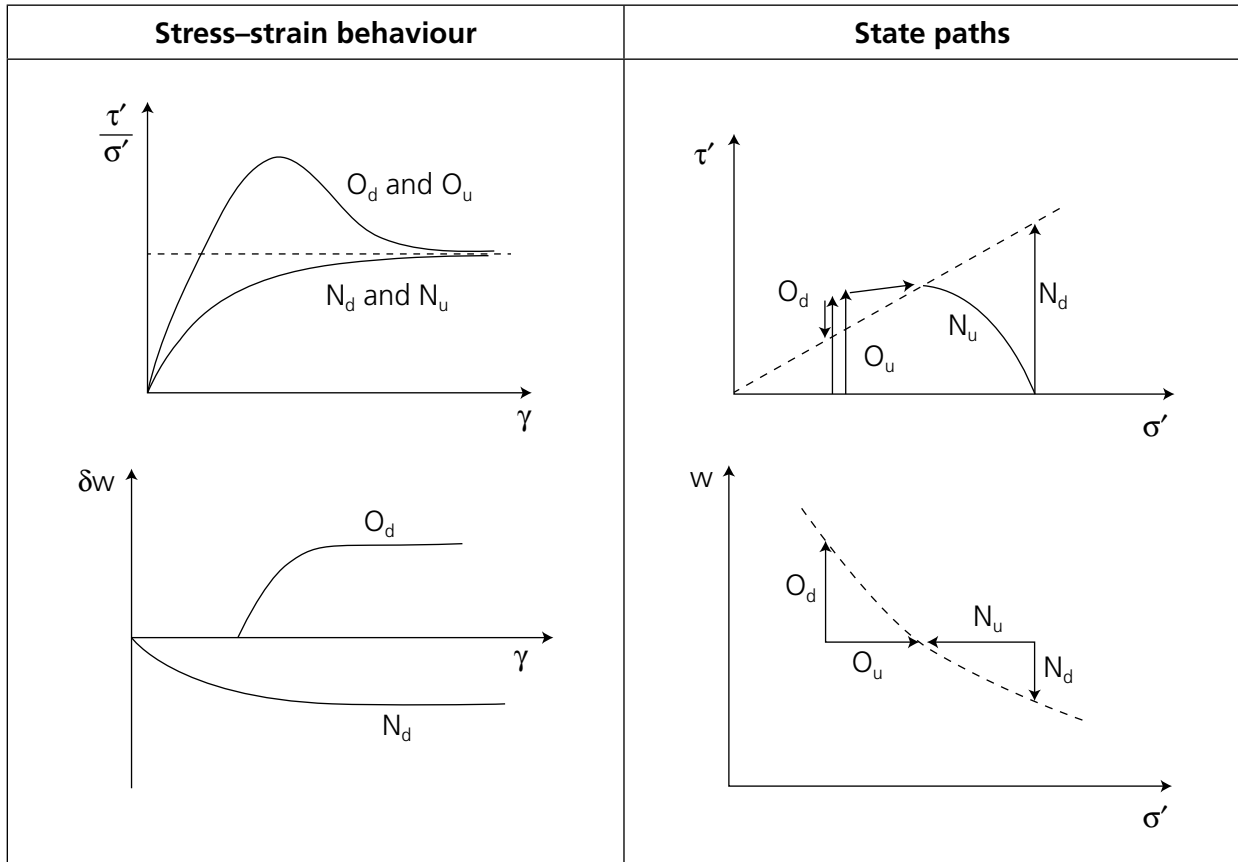 Stress–strain behaviour
State paths
τ′
σ′
O_d and O_u
N_d and N_u
γ
δw
O_d
γ
N_d
τ′
O_d
N_d
N_u
O_u
σ′
w
O_d
N_u
O_u
N_d
σ′